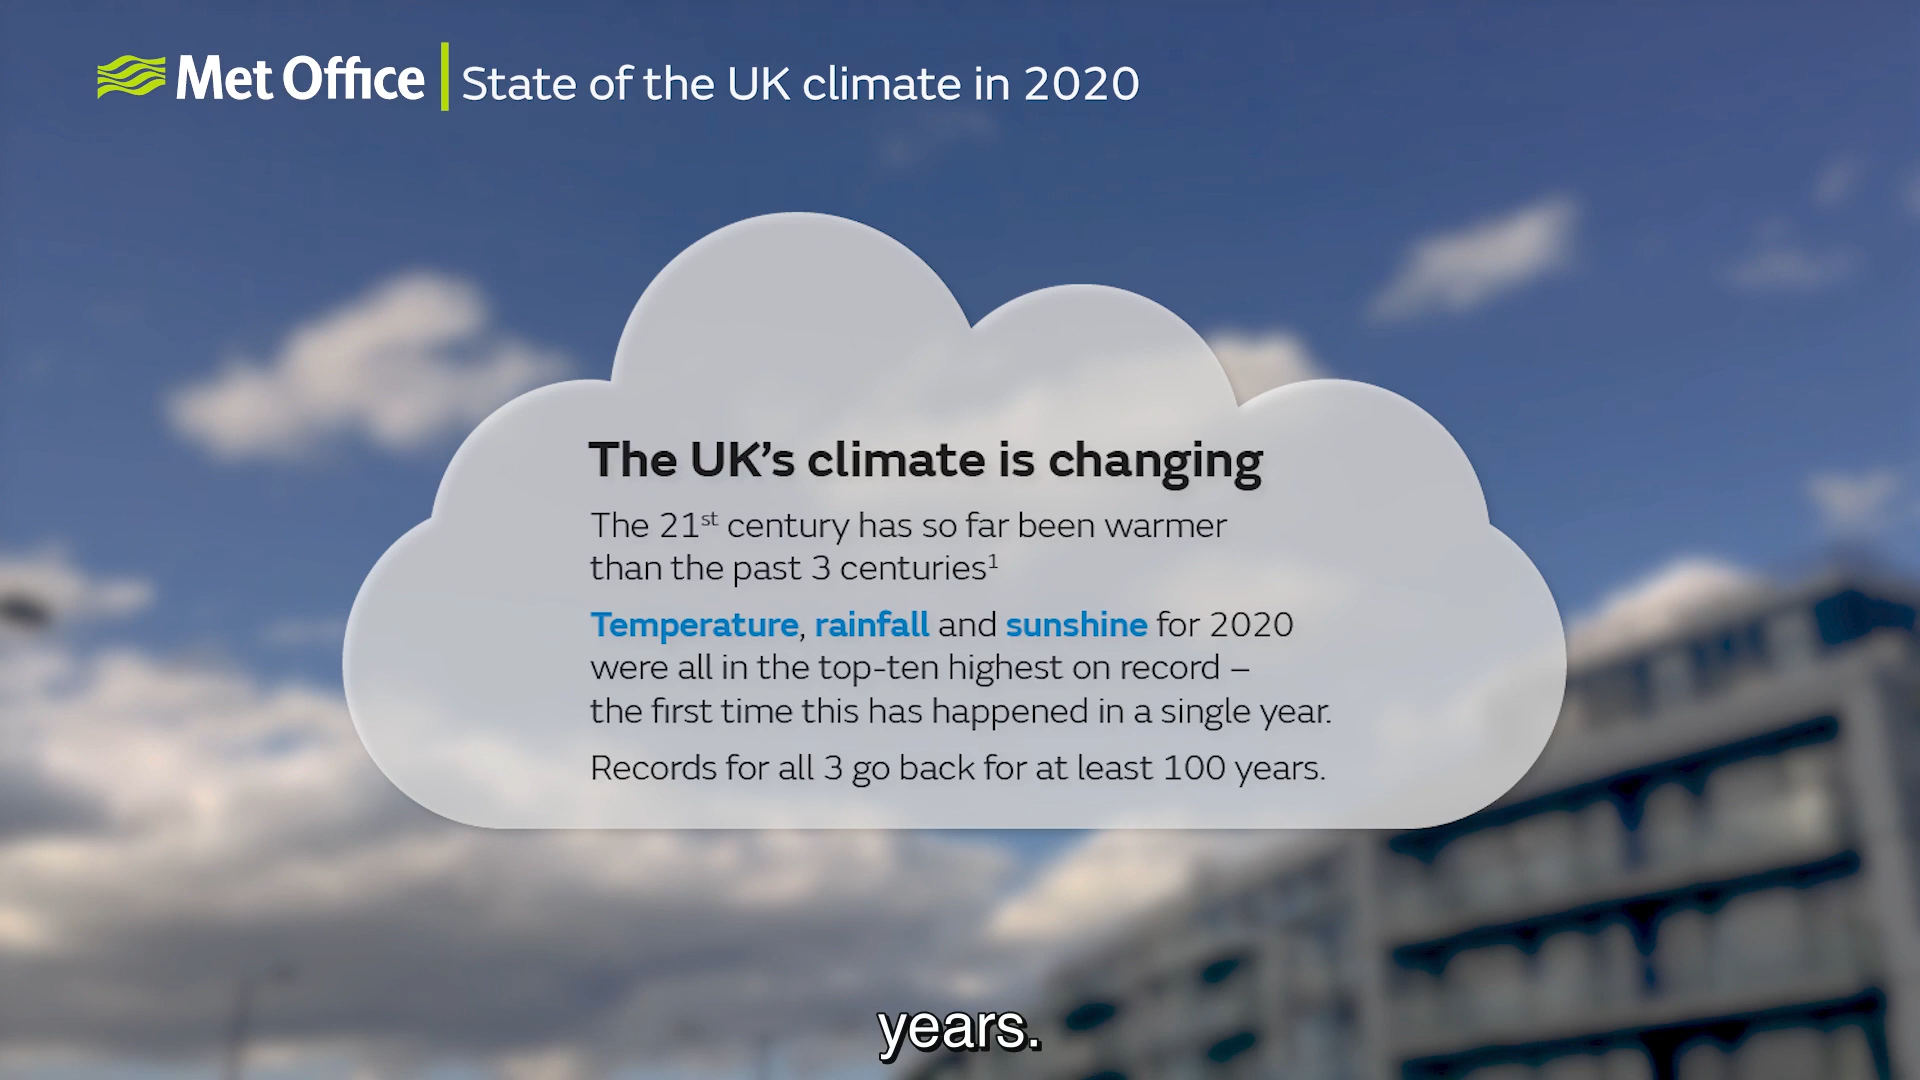 Met Office State of the UK climate in 2020
The UK’s climate is changing
The 21st century has so far been warmer
than the past 3 centuries¹
Temperature, rainfall and sunshine for 2020
were all in the top-ten highest on record –
the first time this has happened in a single year.
Records for all 3 go back for at least 100 years.
years.